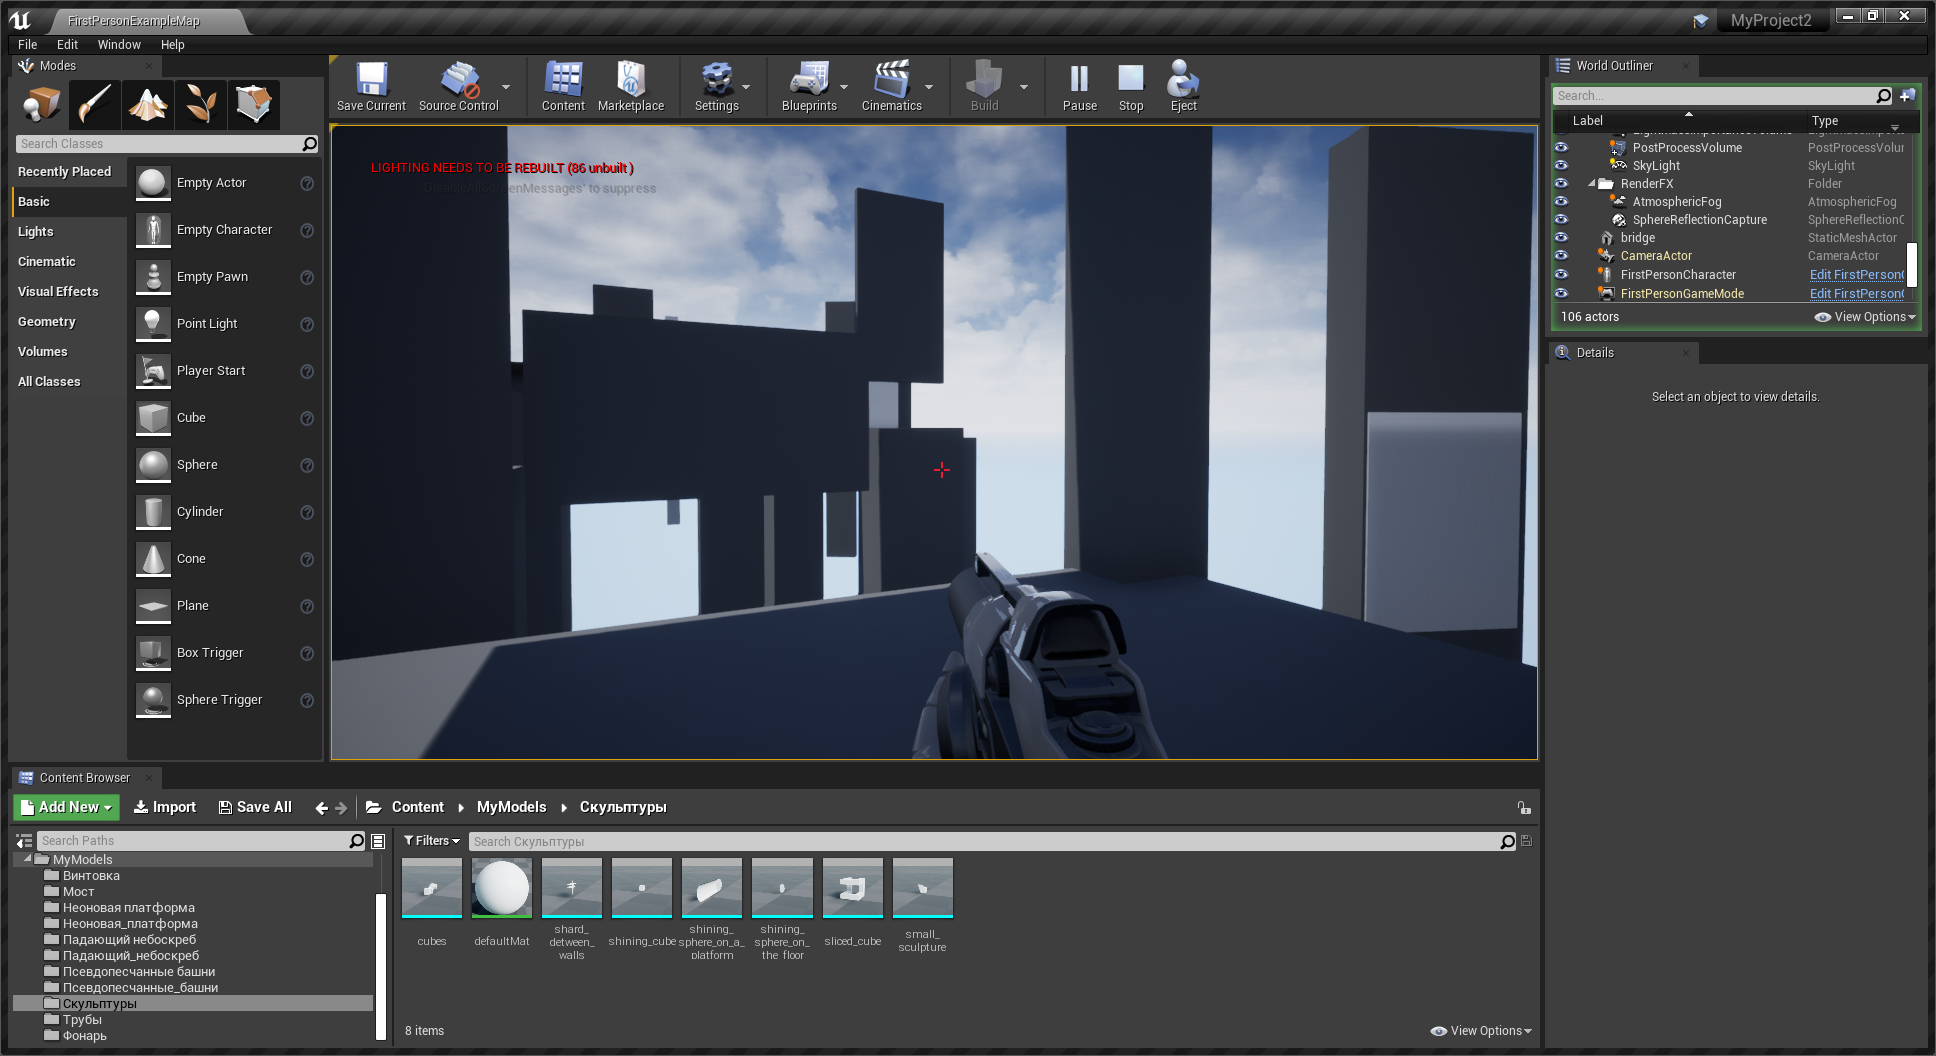 FirstPersonExampleMap
MyProject2
File Edit Window Help
Modes
Search Classes
Recently Placed
Basic
Lights
Cinematic
Visual Effects
Geometry
Volumes
All Classes
Empty Actor
Empty Character
Empty Pawn
Point Light
Player Start
Cube
Sphere
Cylinder
Cone
Plane
Box Trigger
Sphere Trigger
Save Current
Source Control
Content
Marketplace
Settings
Blueprints
Cinematics
Build
Pause
Stop
Eject
LIGHTING NEEDS TO BE REBUILT (86 unbuilt )
'DisableAllScreenMessages' to suppress
World Outliner
Search...
Label Type
PostProcessVolume PostProcessVolur
SkyLight SkyLight
RenderFX Folder
AtmosphericFog AtmosphericFog
SphereReflectionCapture SphereReflectionC
bridge StaticMeshActor
CameraActor CameraActor
FirstPersonCharacter Edit FirstPerson
FirstPersonGameMode Edit FirstPerson
106 actors View Options
Details
Select an object to view details.
Content Browser
Add New Import Save All Content MyModels Скульптуры
Search Paths
MyModels
Винтовка
Мост
Неоновая платформа
Неоновая_платформа
Падающий небоскреб
Падающий_небоскреб
Псевдопесчанные башни
Псевдопесчанные_башни
Скульптуры
Трубы
Фонарь
Filters Search Скульптуры
cubes
defaultMat
shard_
detween_
walls
shining_cube
shining_
sphere_on_a_
platform
shining_
sphere_on_
the_floor
sliced_cube
small_
sculpture
8 items View Options